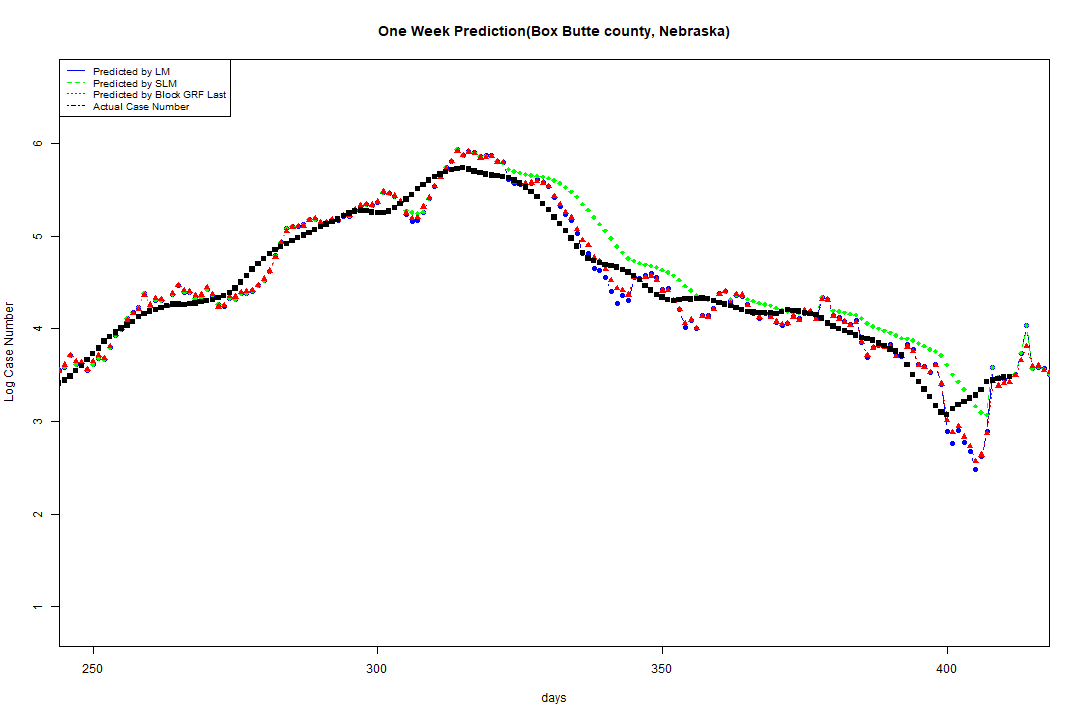 One Week Prediction(Box Butte county, Nebraska)
Predicted by LM
Predicted by SLM
Predicted by Block GRF Last
Actual Case Number
6
5
4
3
2
1
Log Case Number
250
300
350
400
days